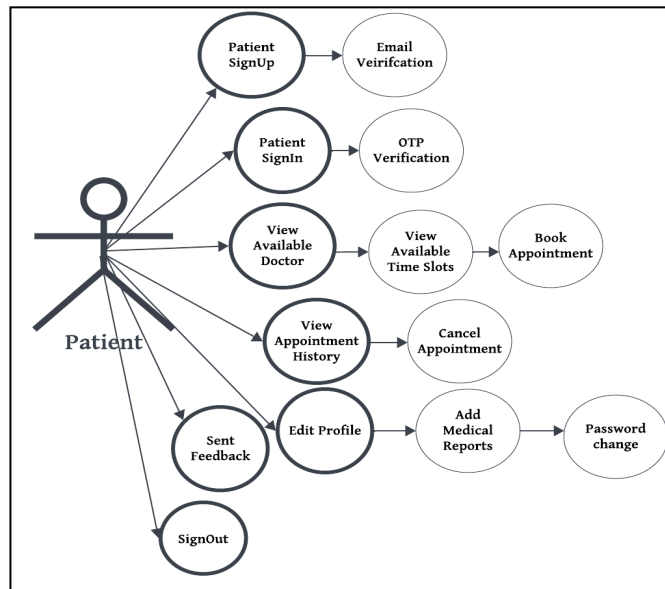 Patient
SignUp
Email
Veirifcation
Patient
SignIn
OTP
Verification
View
Available
Doctor
View
Available
Time Slots
Book
Appointment
Patient
View
Appointment
History
Cancel
Appointment
Sent
Feedback
Edit Profile
Add
Medical
Reports
Password
change
SignOut